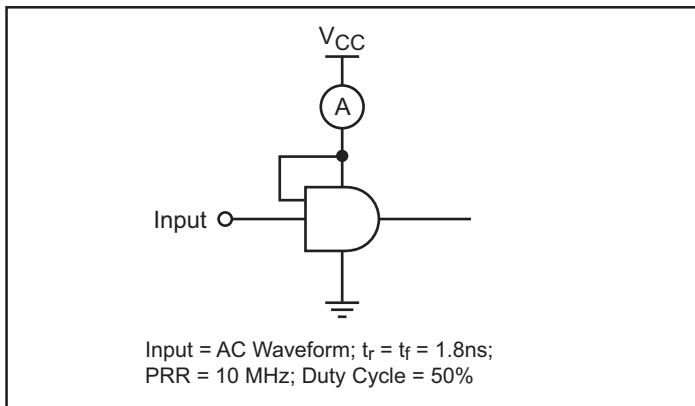 VCC
A
Input
Input = AC Waveform; tr = tf = 1.8ns;
PRR = 10 MHz; Duty Cycle = 50%